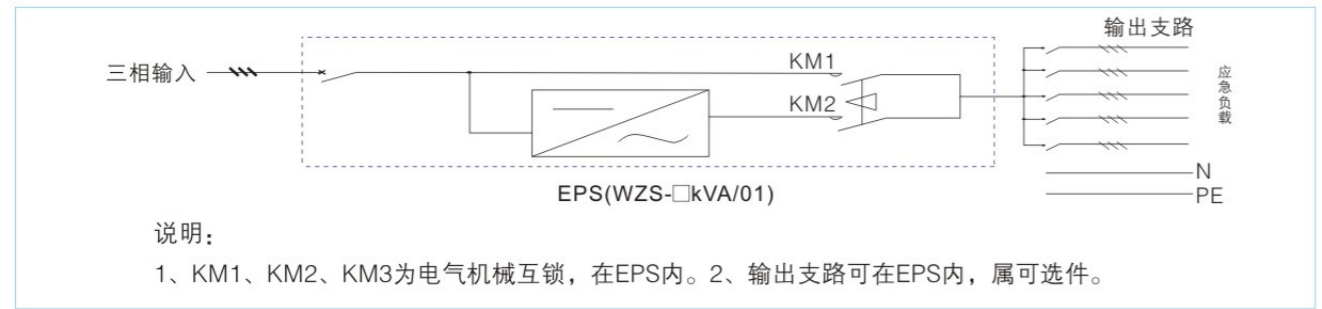 输出支路
三相输入
KM1
KM2
应急负载
N
PE
EPS(WZS-□kVA/01)
说明：
1、KM1、KM2、KM3为电气机械互锁，在EPS内。2、输出支路可在EPS内，属可选件。